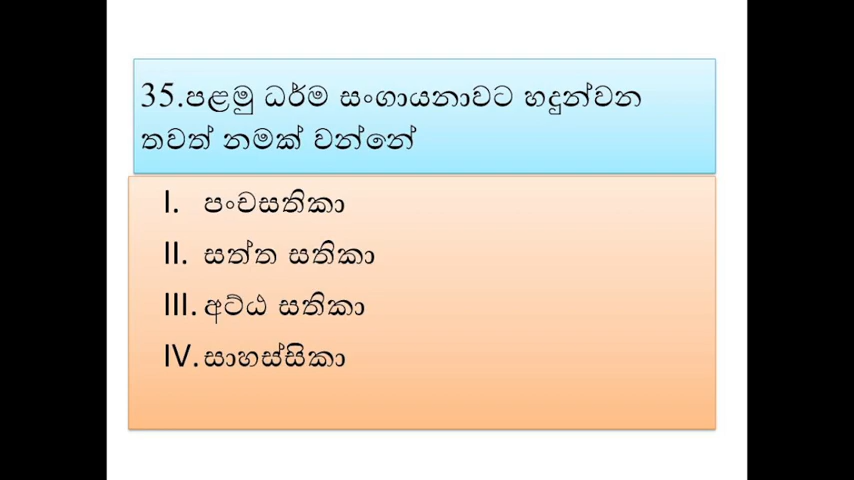 35.පළමු ධර්ම සංගායනාවට හඳුන්වන
තවත් නමක් වන්නේ
I. පංචසතිකා
II. සත්ත සතිකා
III. අට්ඨ සතිකා
IV. සාහස්සිකා